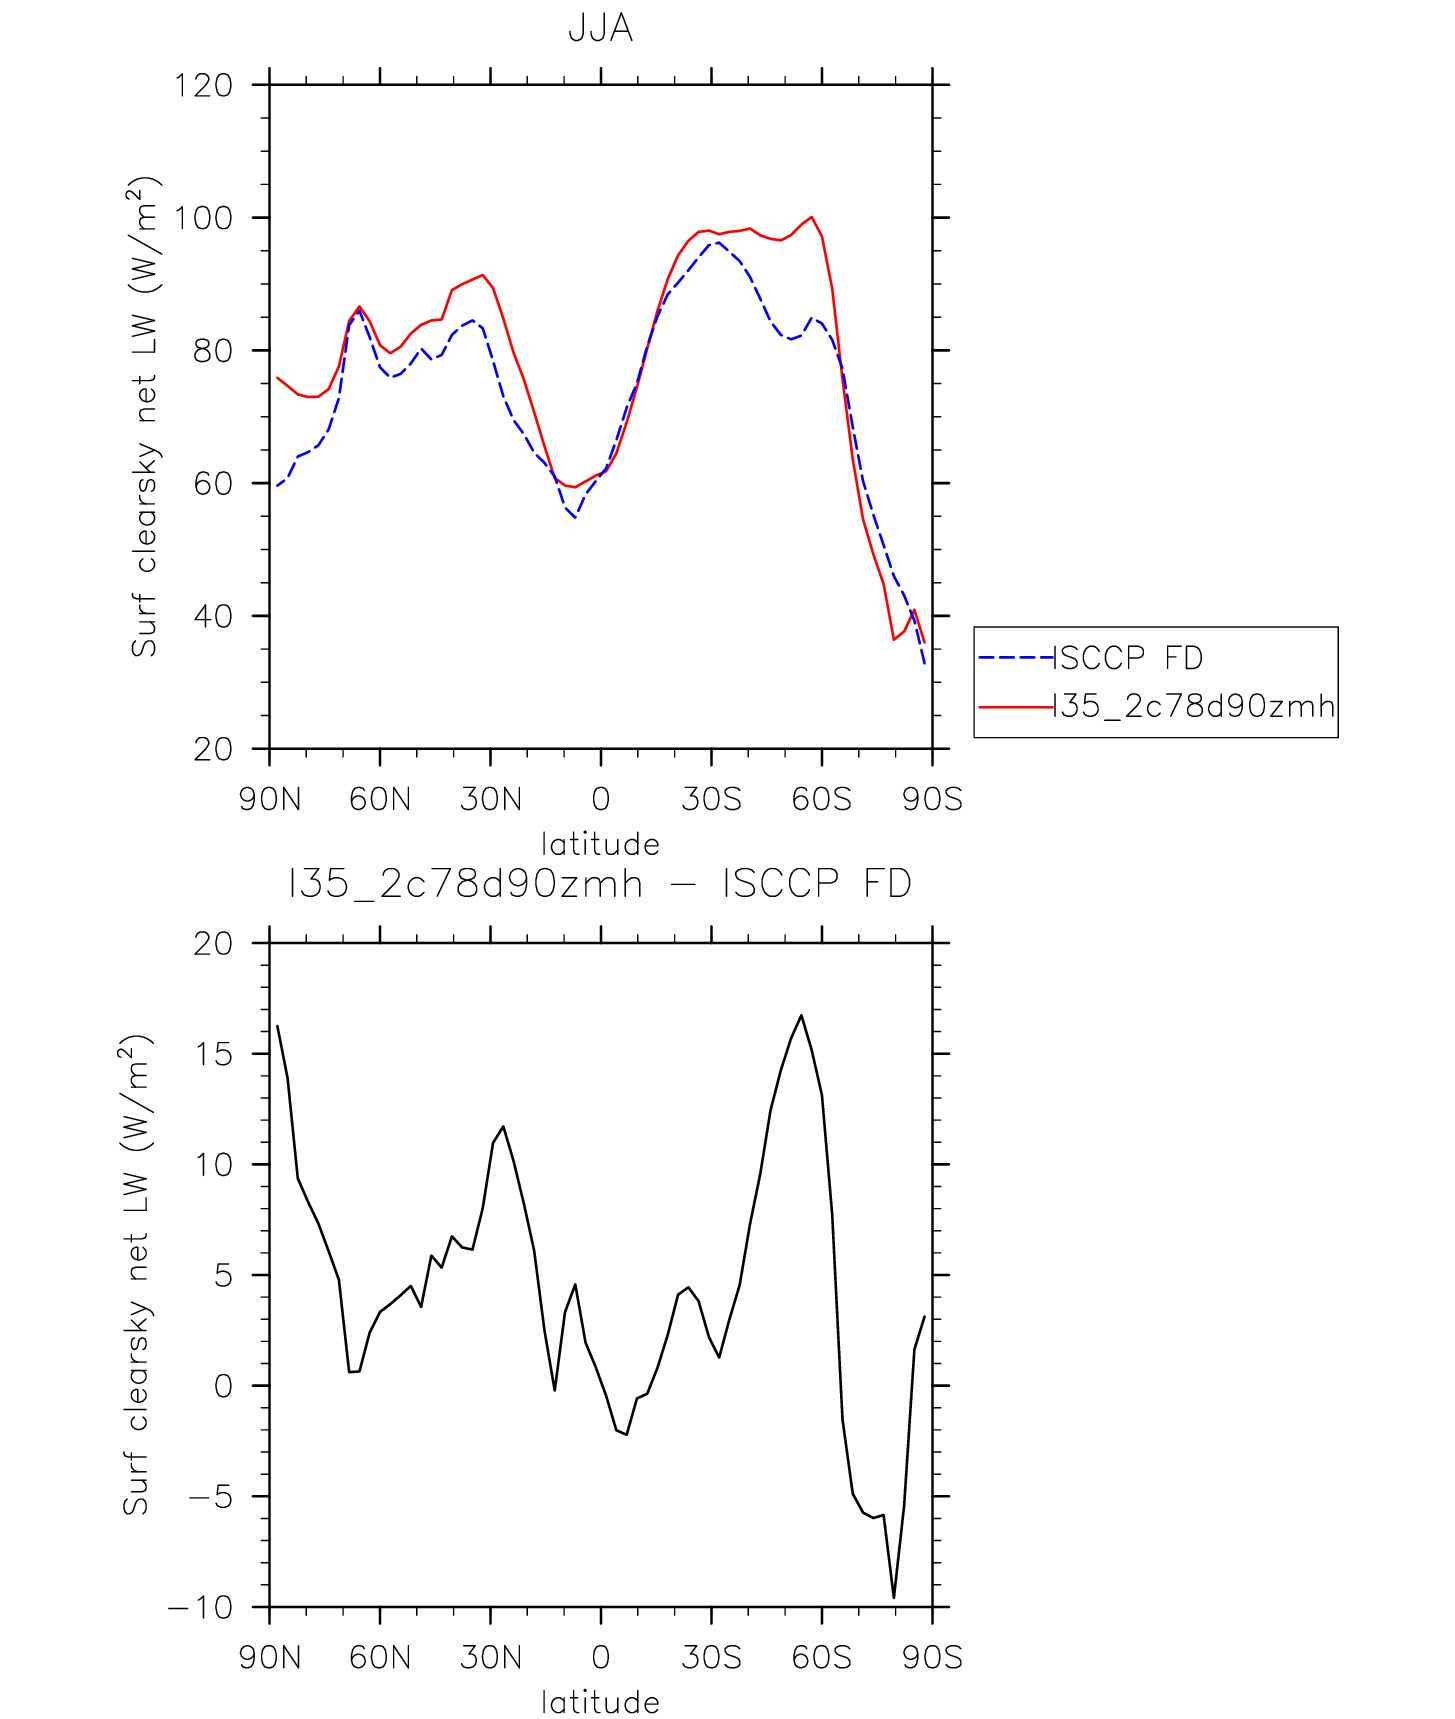 JJA
Surf clearsky net LW (W/m²)
120
100
80
60
40
20
90N 60N 30N 0 30S 60S 90S
latitude
ISCCP FD
I35_2c78d90zmh
I35_2c78d90zmh – ISCCP FD
Surf clearsky net LW (W/m²)
20
15
10
5
0
−5
−10
90N 60N 30N 0 30S 60S 90S
latitude